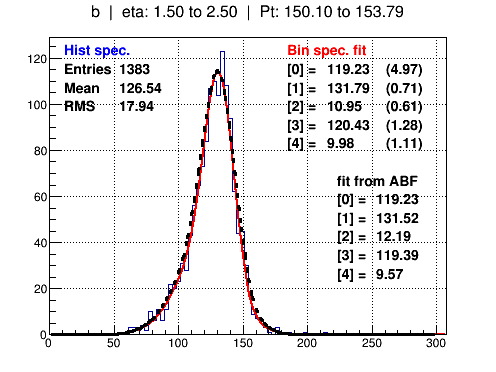 b | eta: 1.50 to 2.50 | Pt: 150.10 to 153.79
Hist spec.
Entries 1383
Mean 126.54
RMS 17.94
Bin spec. fit
[0] = 119.23 (4.97)
[1] = 131.79 (0.71)
[2] = 10.95 (0.61)
[3] = 120.43 (1.28)
[4] = 9.98 (1.11)
fit from ABF
[0] = 119.23
[1] = 131.52
[2] = 12.19
[3] = 119.39
[4] = 9.57
120
100
80
60
40
20
0
0 50 100 150 200 250 300